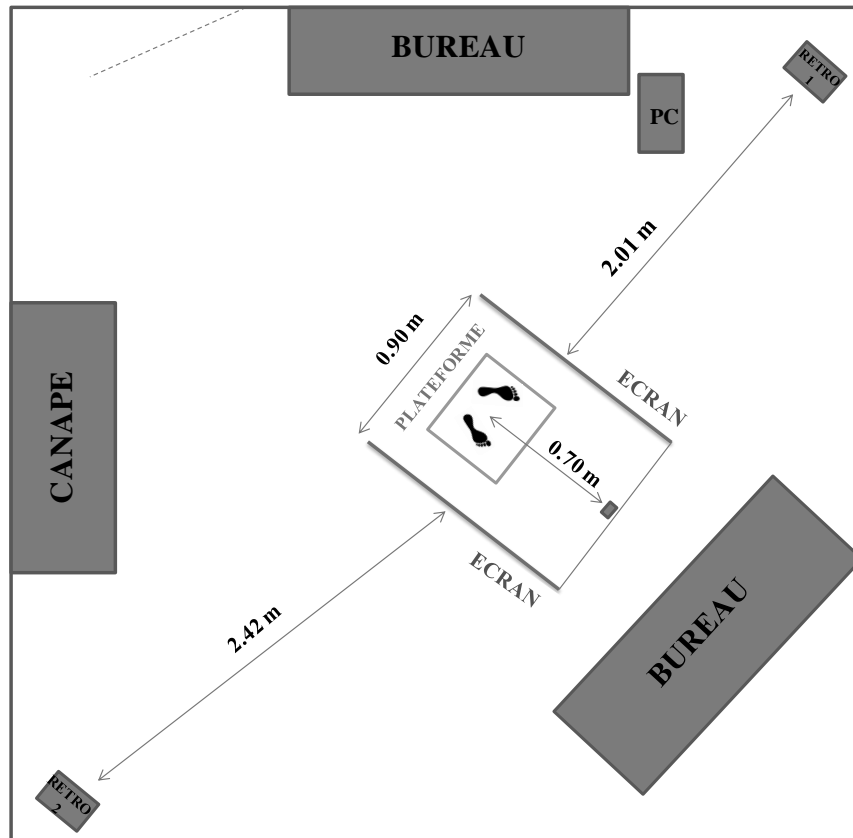 BUREAU
RETRO
1
PC
2.01 m
0.90 m
PLATEFORME
ECRAN
CANAPE
0.70 m
ECRAN
BUREAU
2.42 m
RETRO
2